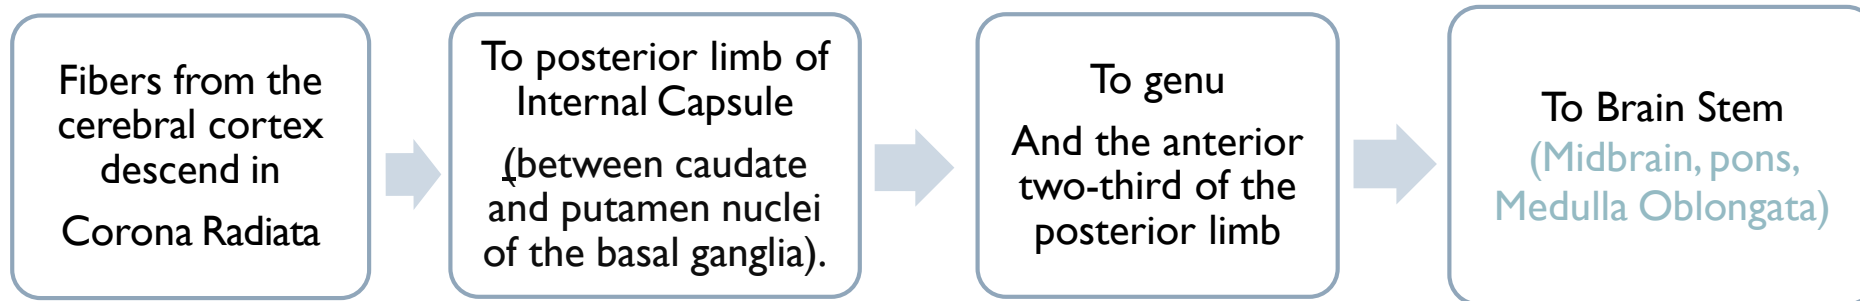 Fibers from the
cerebral cortex
descend in
Corona Radiata
To posterior limb of
Internal Capsule
(between caudate
and putamen nuclei
of the basal ganglia).
To genu
And the anterior
two-third of the
posterior limb
To Brain Stem
(Midbrain, pons,
Medulla Oblongata)